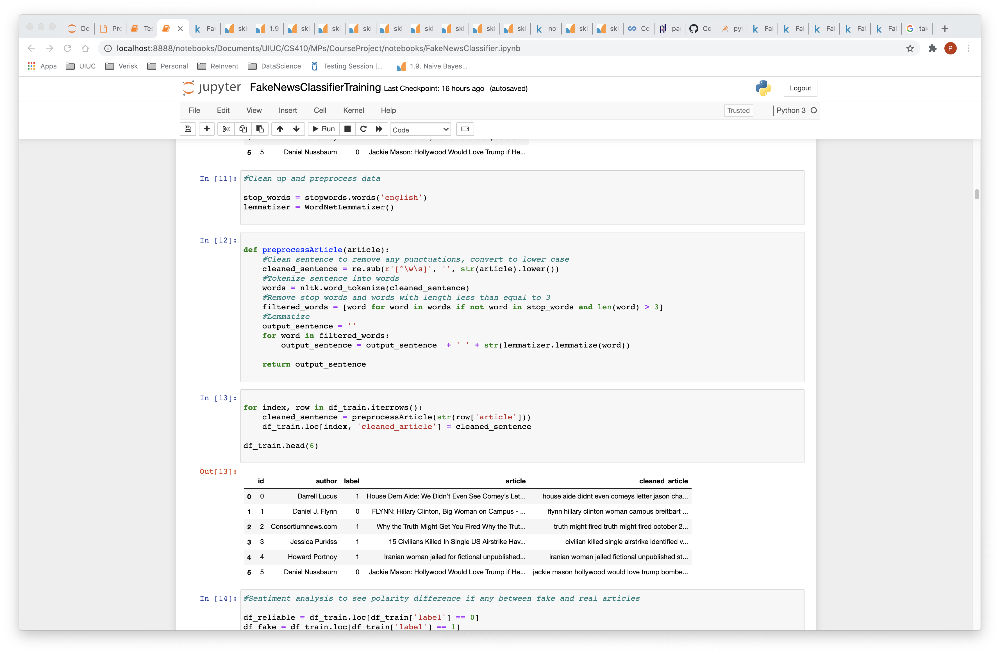 Do
Pro
Tes
Fal
skl
1.9
skl
skl
skl
skl
skl
skl
skl
skl
no
skl
skl
Co
pa
Co
py
Fal
Fal
Fal
Fal
Fal
tak
localhost:8888/notebooks/Documents/UIUC/CS410/MPs/CourseProject/notebooks/FakeNewsClassifier.ipynb
P
Apps UIUC Verisk Personal ReInvent DataScience Testing Session |... 1.9. Naive Bayes...
jupyter FakeNewsClassifierTraining Last Checkpoint: 16 hours ago (autosaved)
Logout
File Edit View Insert Cell Kernel Help
Trusted Python 3
Run Code
5 5 Daniel Nussbaum 0 Jackie Mason: Hollywood Would Love Trump if He...
In [11]: #Clean up and preprocess data
stop_words = stopwords.words('english')
lemmatizer = WordNetLemmatizer()
In [12]:
def preprocessArticle(article):
#Clean sentence to remove any punctuations, convert to lower case
cleaned_sentence = re.sub(r'[^\w\s]', '', str(article).lower())
#Tokenize sentence into words
words = nltk.word_tokenize(cleaned_sentence)
#Remove stop words and words with length less than equal to 3
filtered_words = [word for word in words if not word in stop_words and len(word) > 3]
#Lemmatize
output_sentence = ''
for word in filtered_words:
output_sentence = output_sentence  + ' ' + str(lemmatizer.lemmatize(word))
return output_sentence
In [13]:
for index, row in df_train.iterrows():
cleaned_sentence = preprocessArticle(str(row['article']))
df_train.loc[index, 'cleaned_article'] = cleaned_sentence
df_train.head(6)
Out[13]:
id author label article cleaned_article
0 0 Darrell Lucus 1 House Dem Aide: We Didn’t Even See Comey’s Let... house aide didnt even comeys letter jason cha...
1 1 Daniel J. Flynn 0 FLYNN: Hillary Clinton, Big Woman on Campus - ... flynn hillary clinton woman campus breitbart ...
2 2 Consortiumnews.com 1 Why the Truth Might Get You Fired Why the Trut... truth might fired truth might fired october 2...
3 3 Jessica Purkiss 1 15 Civilians Killed In Single US Airstrike Hav... civilian killed single airstrike identified v...
4 4 Howard Portnoy 1 Iranian woman jailed for fictional unpublished... iranian woman jailed fictional unpublished st...
5 5 Daniel Nussbaum 0 Jackie Mason: Hollywood Would Love Trump if He... jackie mason hollywood would love trump bombe...
In [14]: #Sentiment analysis to see polarity difference if any between fake and real articles
df_reliable = df_train.loc[df_train['label'] == 0]
df_fake = df_train.loc[df_train['label'] == 1]